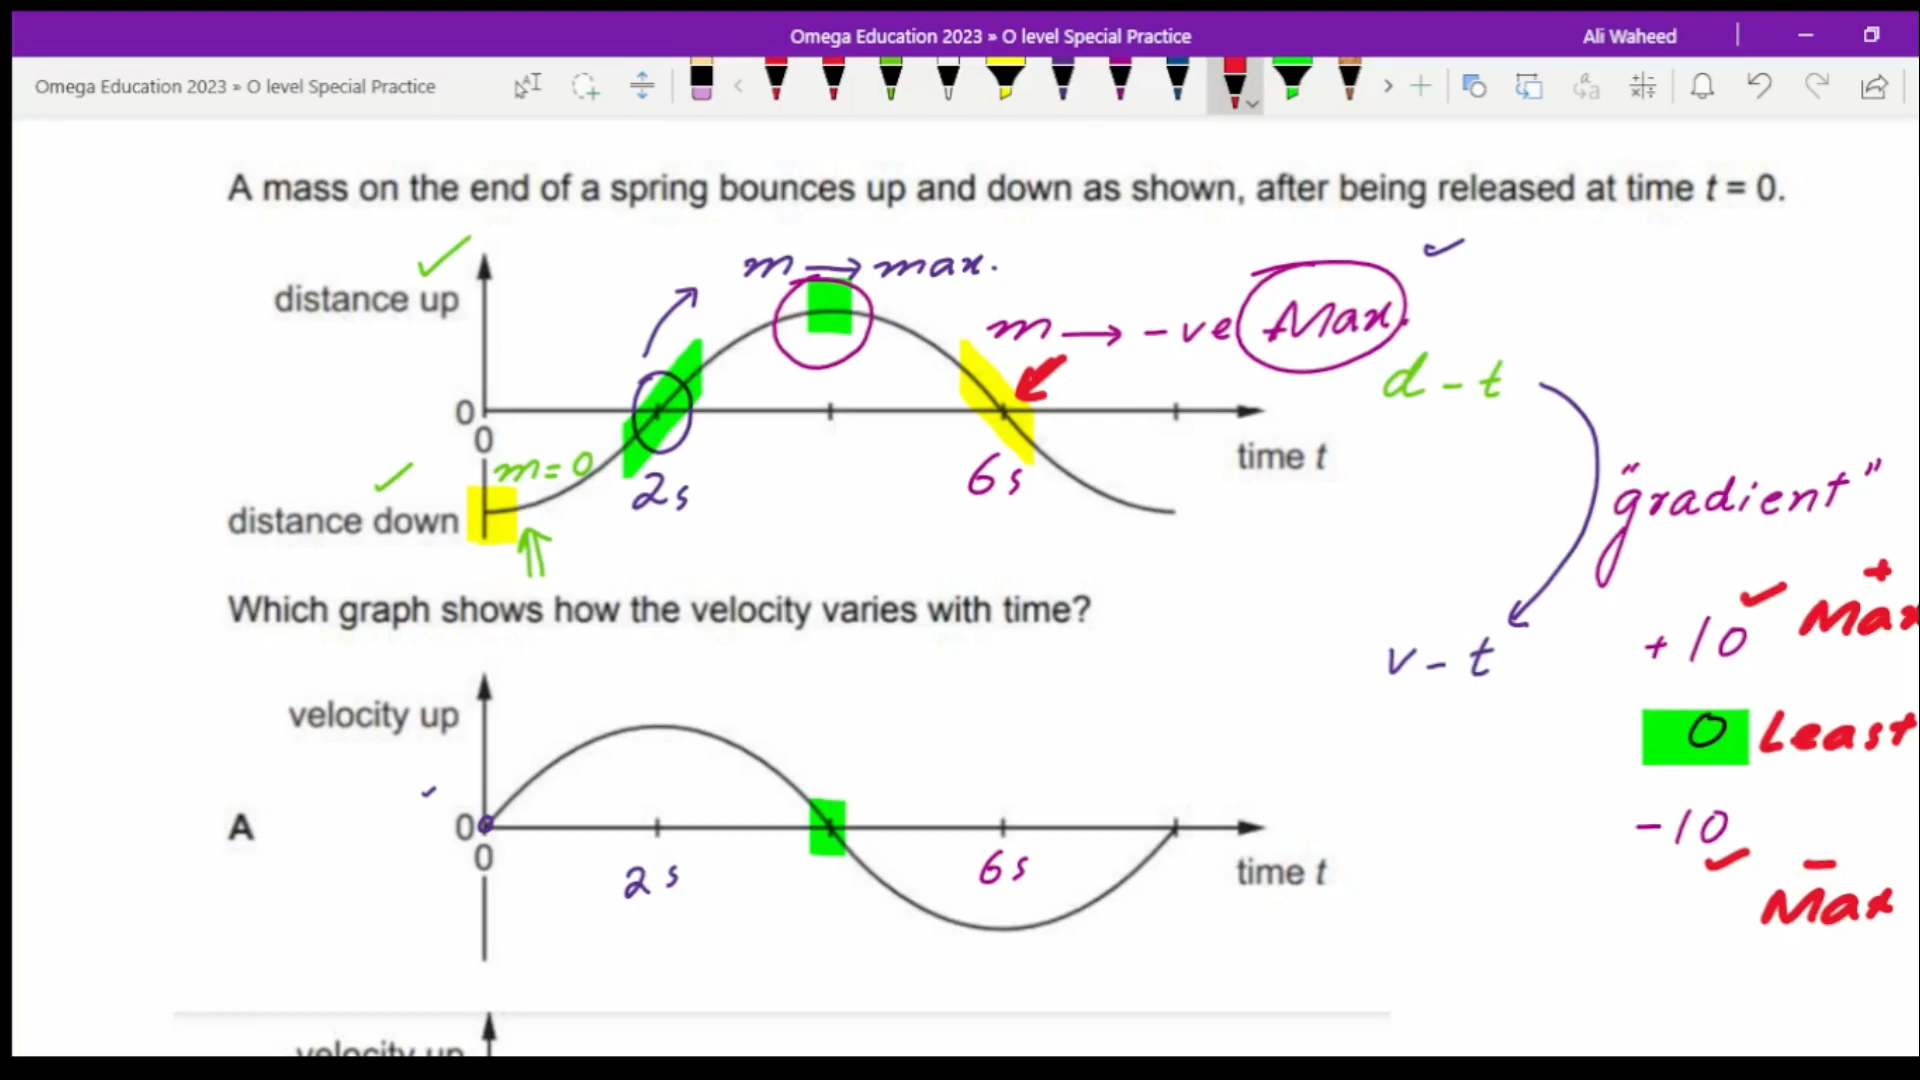 Omega Education 2023 » O level Special Practice
Ali Waheed
Omega Education 2023 » O level Special Practice
A mass on the end of a spring bounces up and down as shown, after being released at time t = 0.
distance up
m → max.
m → -ve Max.
d - t
0
0
time t
m = 0
2s
6s
distance down
"gradient"
Which graph shows how the velocity varies with time?
+
+10 Max
v - t
velocity up
0 Least
A
0
0
time t
2s
6s
-10
-
Max
velocity up